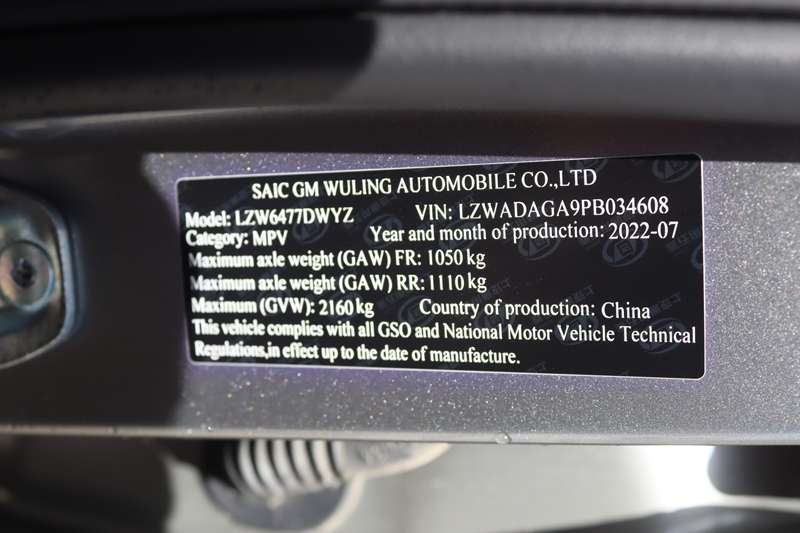 SAIC GM WULING AUTOMOBILE CO.,LTD
Model: LZW6477DWYZ VIN: LZWADAGA9PB034608
Category: MPV Year and month of production: 2022-07
Maximum axle weight (GAW) FR: 1050 kg
Maximum axle weight (GAW) RR: 1110 kg
Maximum (GVW): 2160 kg Country of production: China
This vehicle complies with all GSO and National Motor Vehicle Technical
Regulations,in effect up to the date of manufacture.